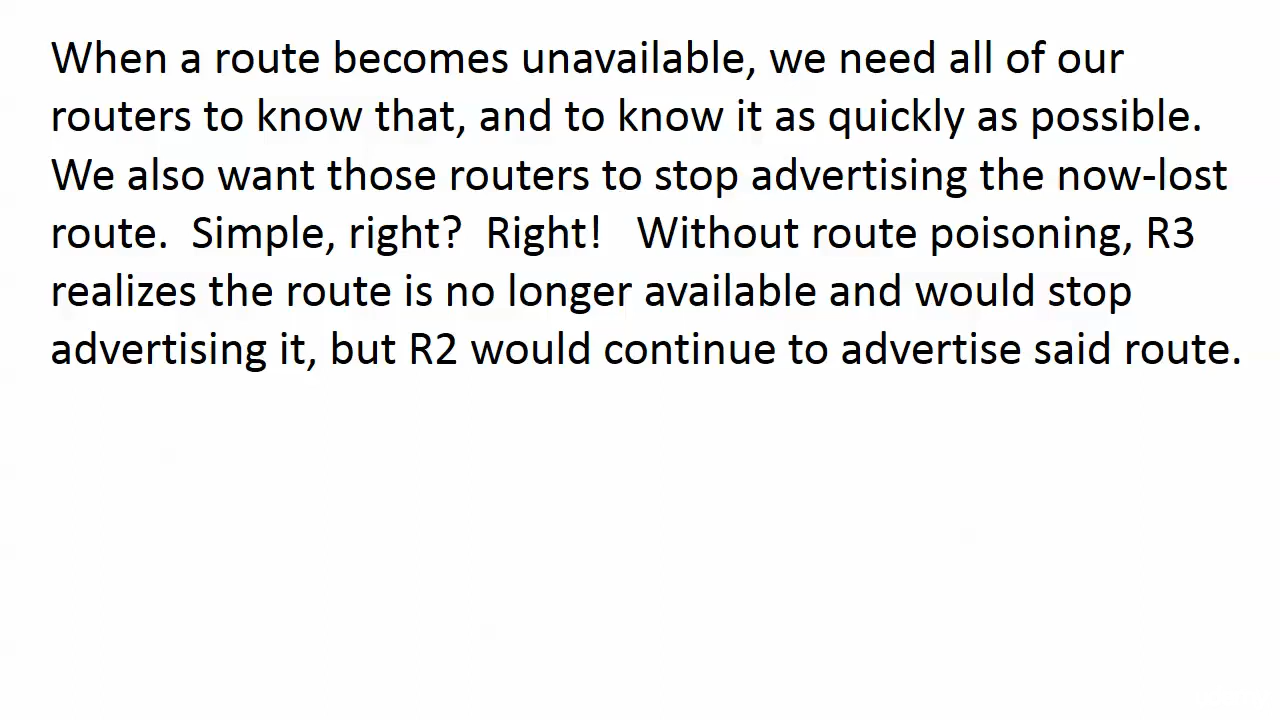 When a route becomes unavailable, we need all of our
routers to know that, and to know it as quickly as possible.
We also want those routers to stop advertising the now-lost
route.  Simple, right?  Right!   Without route poisoning, R3
realizes the route is no longer available and would stop
advertising it, but R2 would continue to advertise said route.